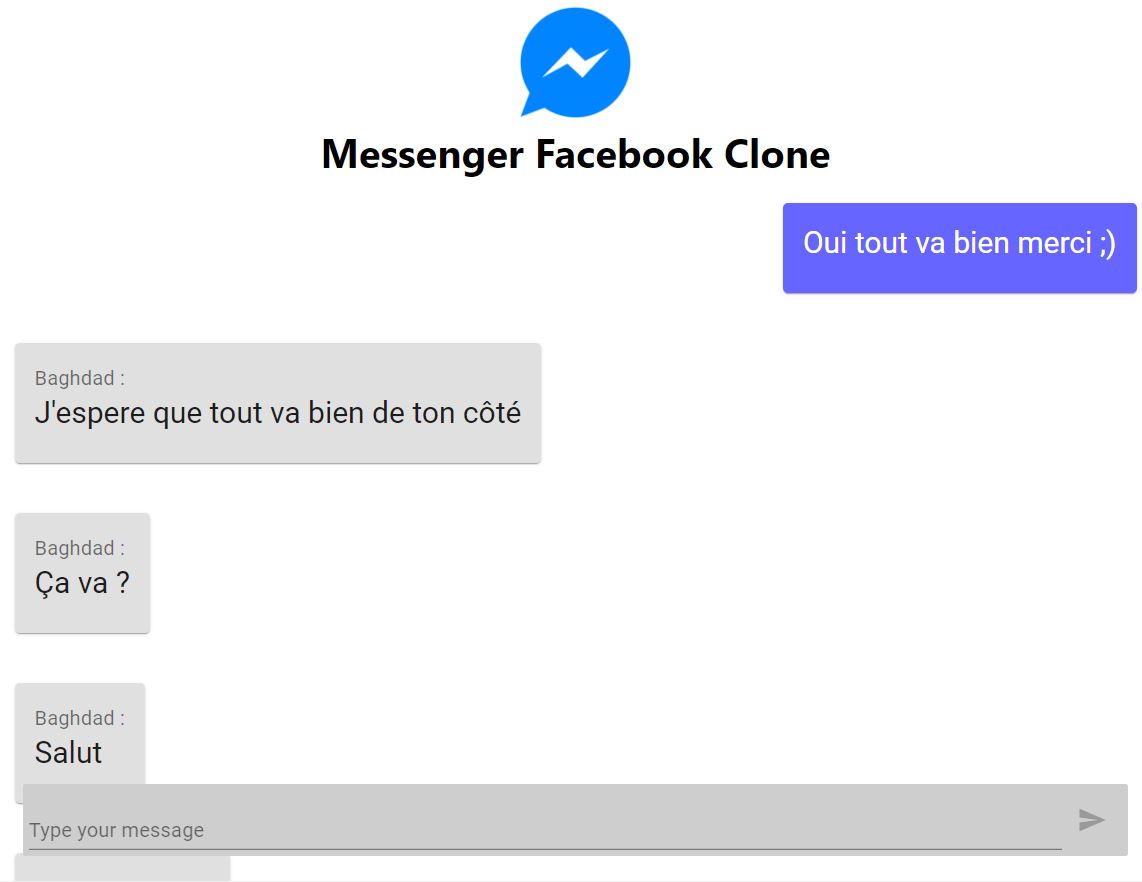 Messenger Facebook Clone
Oui tout va bien merci ;)
Baghdad :
J'espere que tout va bien de ton côté
Baghdad :
Ça va ?
Baghdad :
Salut
Type your message